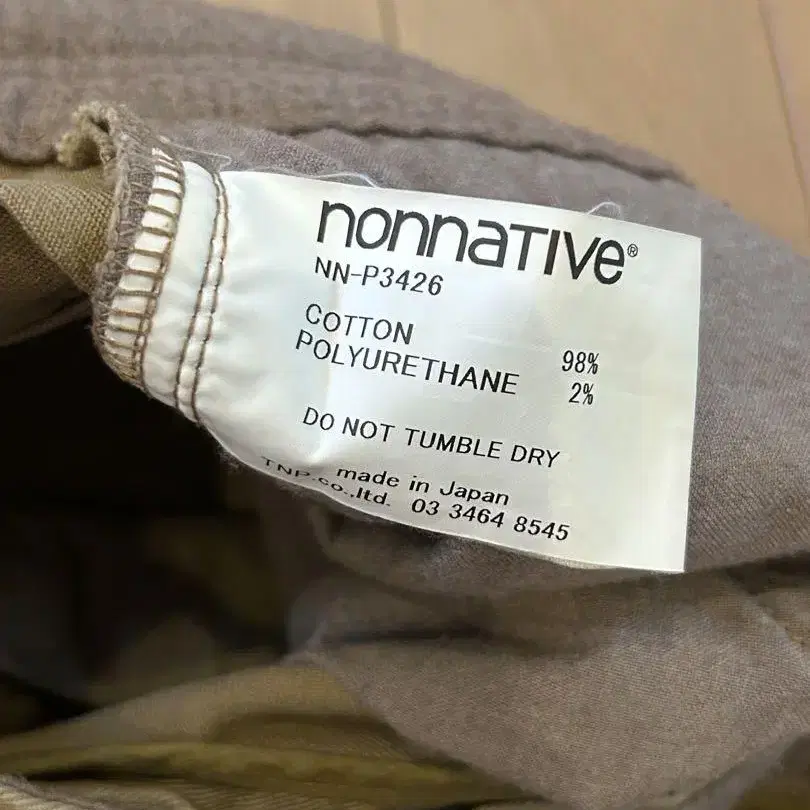 nonnaTIVe®
NN-P3426
COTTON 98%
POLYURETHANE 2%
DO NOT TUMBLE DRY
made in Japan
TNP.co.,ltd. 03 3464 8545